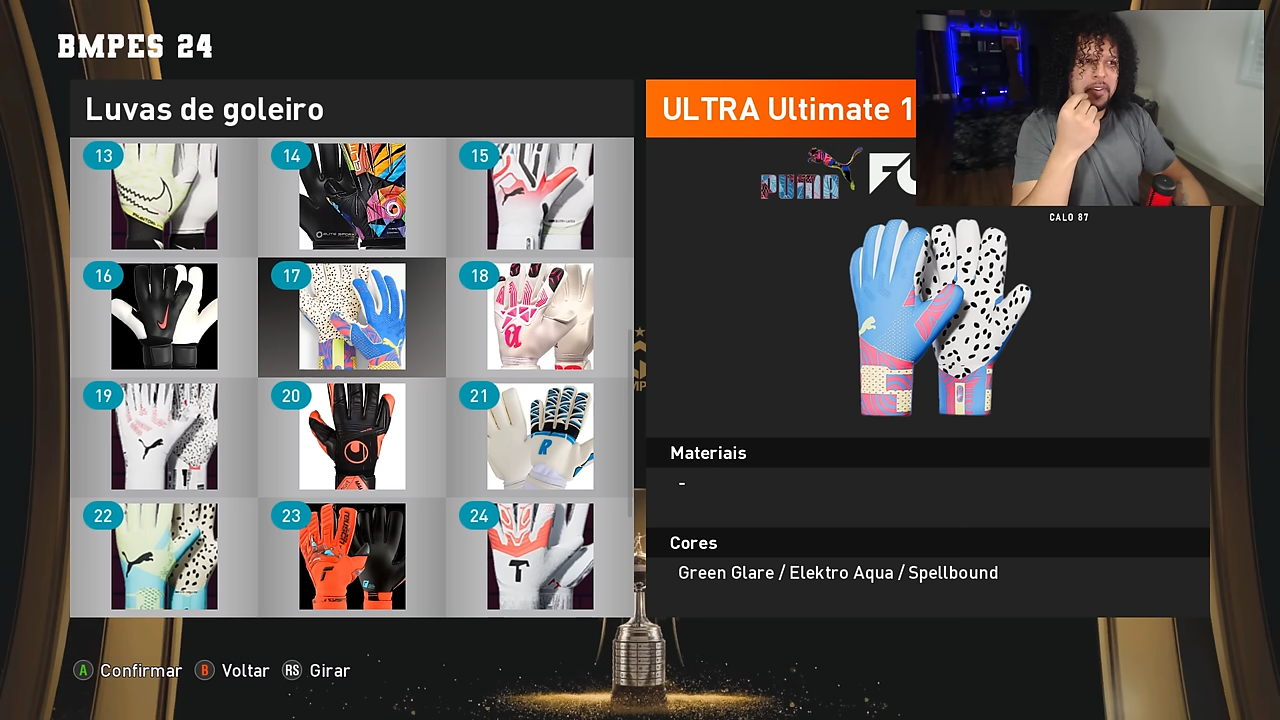 BMPES 24
Luvas de goleiro
ULTRA Ultimate 1
PUMA
CALO 87
13
14
15
16
17
18
19
20
21
22
23
24
Materiais
-
Cores
Green Glare / Elektro Aqua / Spellbound
A Confirmar B Voltar RS Girar